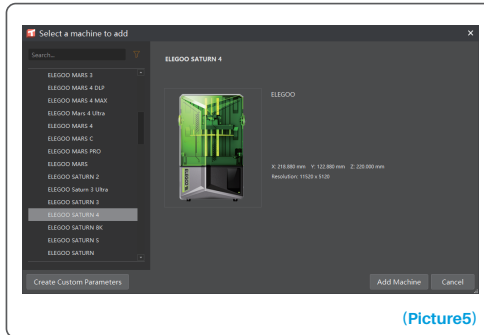 Select a machine to add
Search...
ELEGOO MARS 3
ELEGOO MARS 4 DLP
ELEGOO MARS 4 MAX
ELEGOO Mars 4 Ultra
ELEGOO MARS 4
ELEGOO MARS C
ELEGOO MARS PRO
ELEGOO MARS
ELEGOO SATURN 2
ELEGOO Saturn 3 Ultra
ELEGOO SATURN 3
ELEGOO SATURN 4
ELEGOO SATURN 8K
ELEGOO SATURN S
ELEGOO SATURN
ELEGOO SATURN 4
ELEGOO
X: 218.880 mm Y: 122.880 mm Z: 220.000 mm
Resolution: 11520 x 5120
Create Custom Parameters
Add Machine
Cancel
(Picture5)